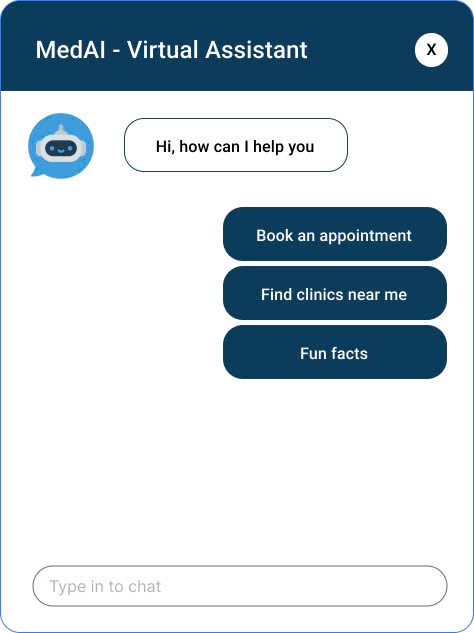 MedAI - Virtual Assistant
X
Hi, how can I help you
Book an appointment
Find clinics near me
Fun facts
Type in to chat